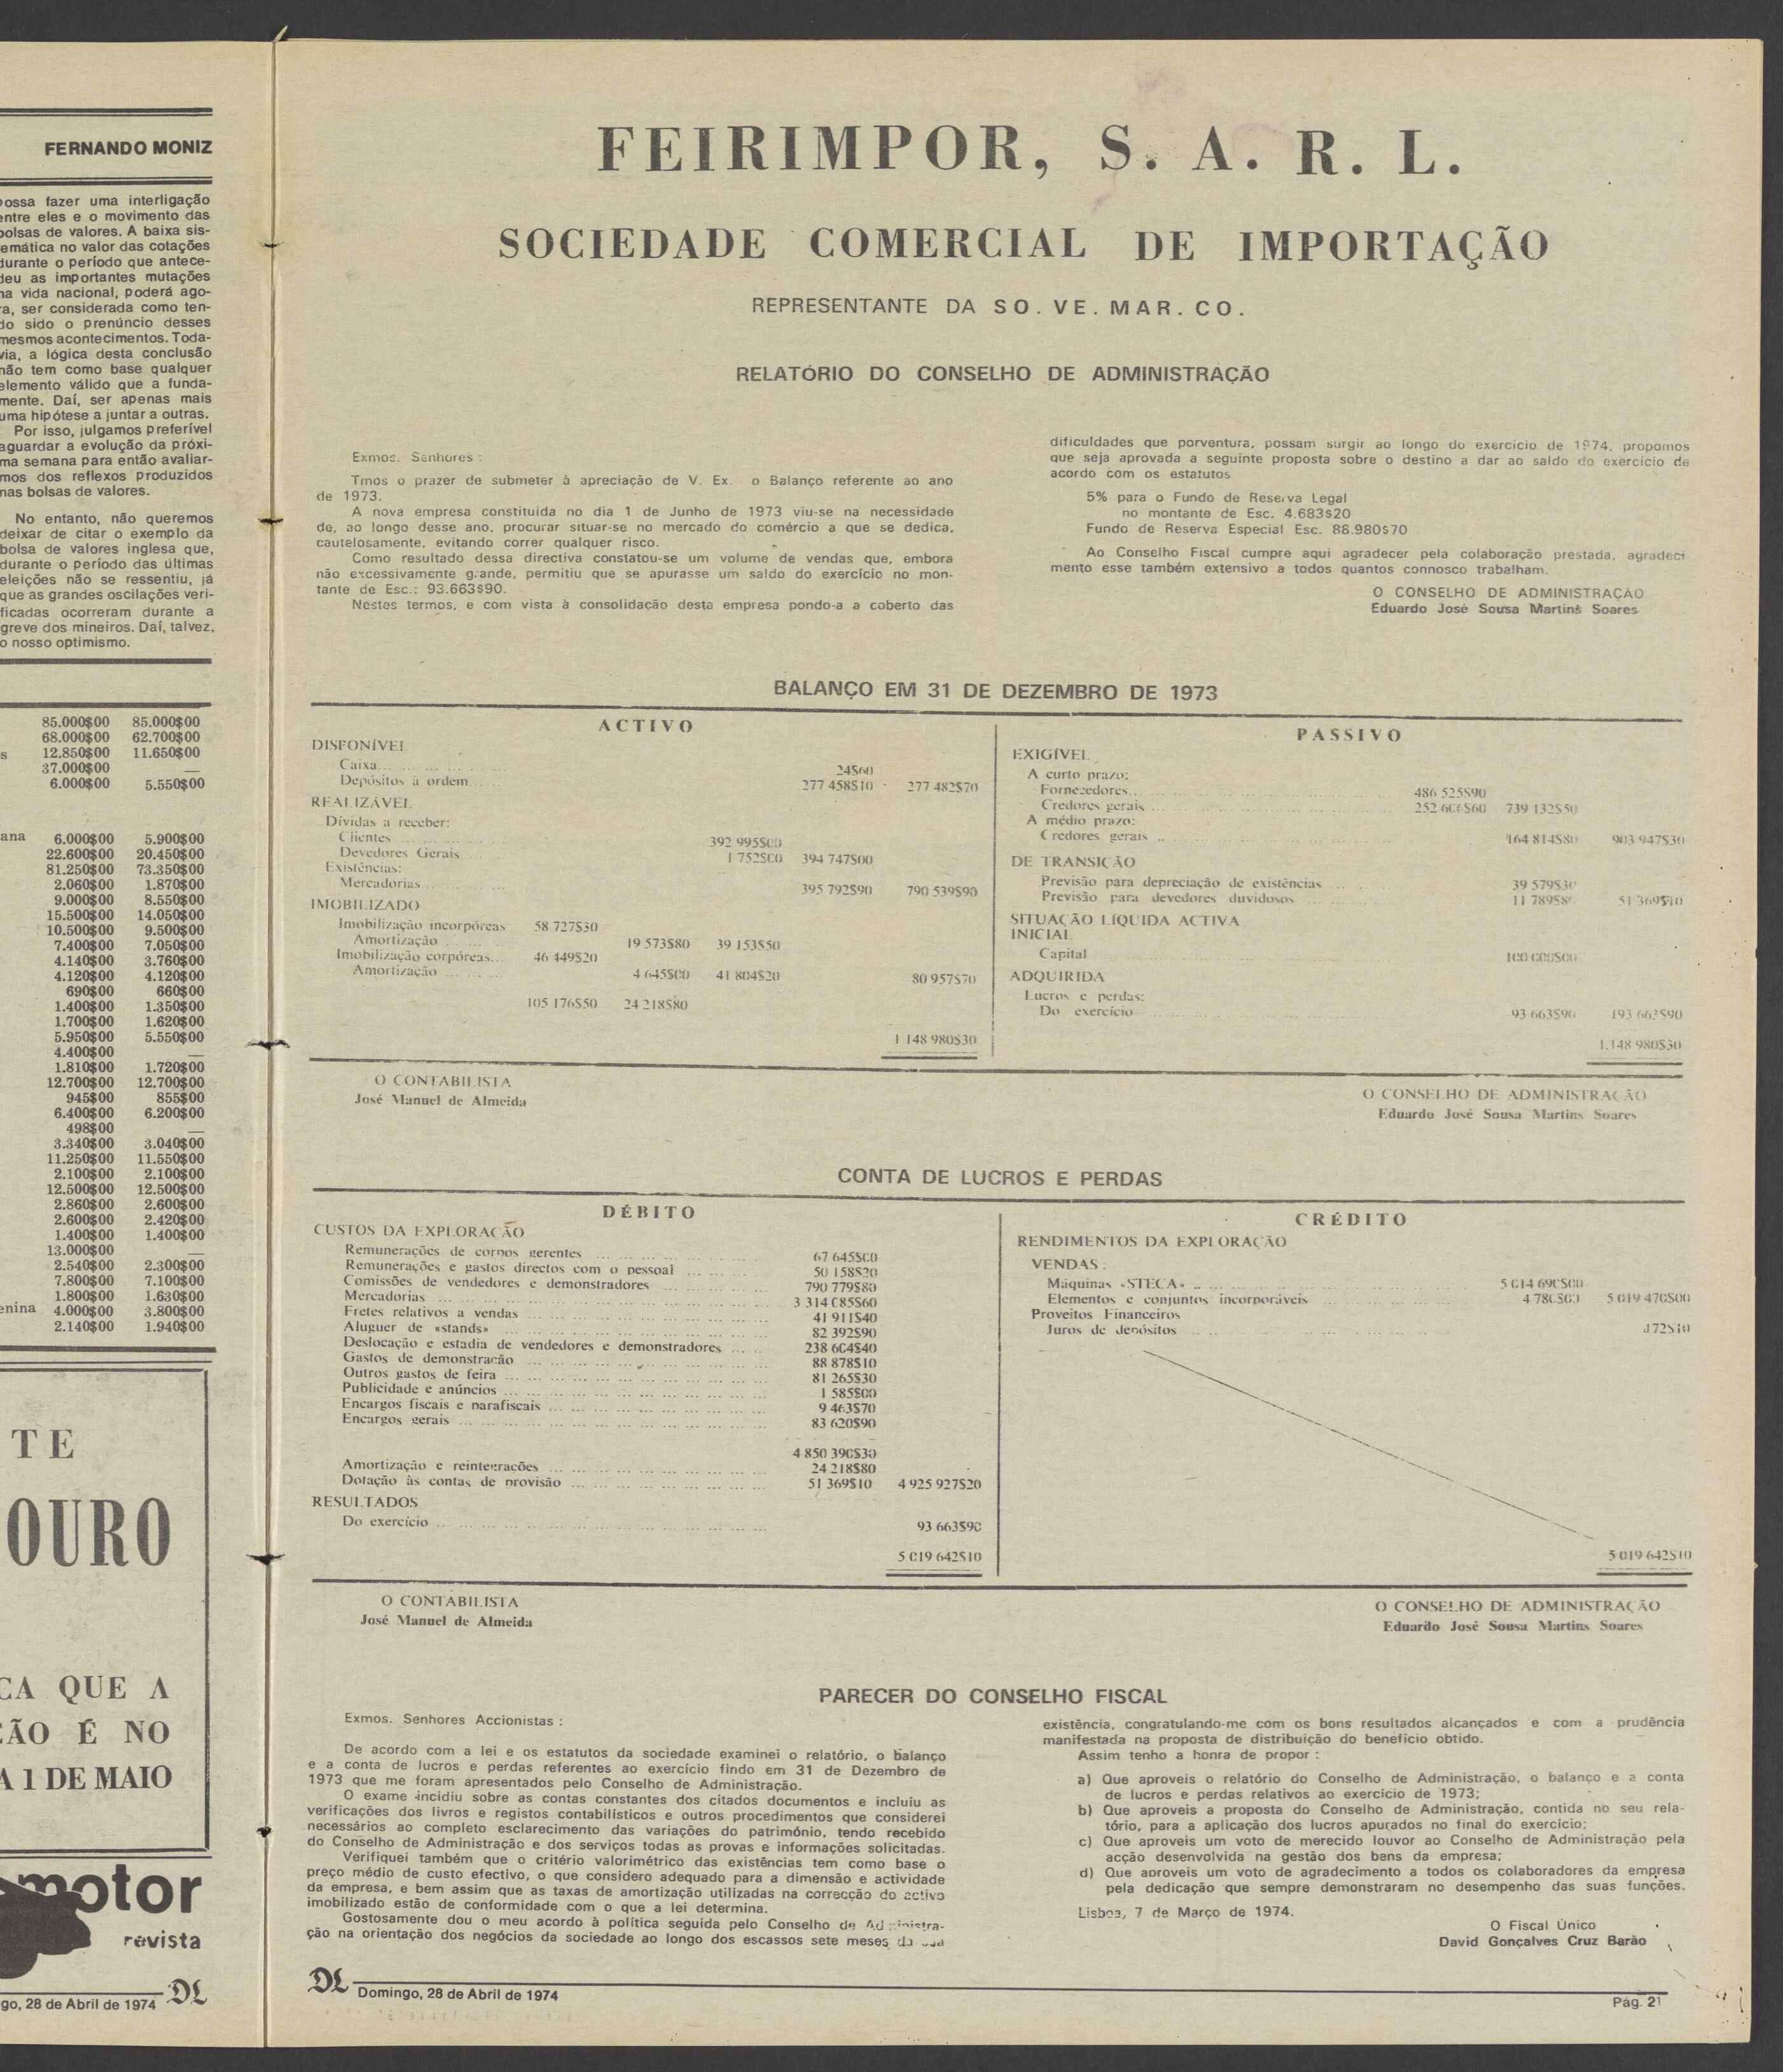 FERNANDO MONIZ
possa fazer uma interligação
entre eles e o movimento das
bolsas de valores. A baixa sis-
emática no valor das cotações
durante o período que antece-
deu as importantes mutações
na vida nacional, poderá ago-
ra, ser considerada como ten-
do sido o prenúncio desses
mesmos acontecimentos. Toda-
via, a lógica desta conclusão
não tem como base qualquer
elemento válido que a funda-
mente. Daí, ser apenas mais
uma hipótese a juntar a outras.
Por isso, julgamos preferível
aguardar a evolução da próxi-
ma semana para então avaliar-
mos dos reflexos produzidos
nas bolsas de valores.
No entanto, não queremos
deixar de citar o exemplo da
bolsa de valores inglesa que,
durante o período das últimas
eleições não se ressentiu, já
que as grandes oscilações veri-
ficadas ocorreram durante a
greve dos mineiros. Daí, talvez,
o nosso optimismo.
85.000$00 85.000$00
68.000$00 62.700$00
s 12.850$00 11.650$00
37.000$00 —
6.000$00 5.550$00
ana 6.000$00 5.900$00
22.600$00 20.450$00
81.250$00 73.350$00
2.060$00 1.870$00
9.000$00 8.550$00
15.500$00 14.050$00
10.500$00 9.500$00
7.400$00 7.050$00
4.140$00 3.760$00
4.120$00 4.120$00
690$00 660$00
1.400$00 1.350$00
1.700$00 1.620$00
5.950$00 5.550$00
4.400$00 —
1.810$00 1.720$00
12.700$00 12.700$00
945$00 855$00
6.400$00 6.200$00
498$00 —
3.340$00 3.040$00
11.250$00 11.550$00
2.100$00 2.100$00
12.500$00 12.500$00
2.860$00 2.600$00
2.600$00 2.420$00
1.400$00 1.400$00
13.000$00 —
2.540$00 2.300$00
7.800$00 7.100$00
1.800$00 1.630$00
enina 4.000$00 3.800$00
2.140$00 1.940$00
TE
OURO
CA QUE A
ÇÃO É NO
A 1 DE MAIO
motor
revista
go, 28 de Abril de 1974 DL
FEIRIMPOR, S. A. R. L.
SOCIEDADE COMERCIAL DE IMPORTAÇÃO
REPRESENTANTE DA SO. VE. MAR. CO.
RELATÓRIO DO CONSELHO DE ADMINISTRAÇÃO
Exmos. Senhores :
Tmos o prazer de submeter à apreciação de V. Ex. o Balanço referente ao ano
de 1973.
A nova empresa constituida no dia 1 de Junho de 1973 viu-se na necessidade
de, ao longo desse ano, procurar situar-se no mercado do comércio a que se dedica,
cautelosamente, evitando correr qualquer risco.
Como resultado dessa directiva constatou-se um volume de vendas que, embora
não excessivamente grande, permitiu que se apurasse um saldo do exercício no mon-
tante de Esc.: 93.663$90.
Nestes termos, e com vista à consolidação desta empresa pondo-a a coberto das
dificuldades que porventura, possam surgir ao longo do exercício de 1974, propomos
que seja aprovada a seguinte proposta sobre o destino a dar ao saldo do exercício de
acordo com os estatutos
5% para o Fundo de Reserva Legal
no montante de Esc. 4.683$20
Fundo de Reserva Especial Esc. 88.980$70
Ao Conselho Fiscal cumpre aqui agradecer pela colaboração prestada, agradeci
mento esse também extensivo a todos quantos connosco trabalham.
O CONSELHO DE ADMINISTRAÇÃO
Eduardo José Sousa Martins Soares
BALANÇO EM 31 DE DEZEMBRO DE 1973
ACTIVO
DISPONÍVEL
Caixa... 24$60
Depósitos à ordem... 277 458$10 - 277 482$70
REALIZÁVEL
Dívidas a receber:
Clientes ... 392 995$00
Devedores Gerais 1 752$00 394 747$00
Existências:
Mercadorias... 395 792$90 790 539$90
IMOBILIZADO
Imobilização incorpóreas 58 727$30
Amortização ... 19 573$80 39 153$50
Imobilização corpóreas... 46 449$20
Amortização ... 4 645$00 41 804$20 80 957$70
105 176$50 24 218$80
1 148 980$30
PASSIVO
EXIGÍVEL
A curto prazo:
Fornecedores... 486 525$90
Credores gerais ... 252 606$60 739 132$50
A médio prazo:
Credores gerais ... 164 814$80 903 947$30
DE TRANSIÇÃO
Previsão para depreciação de existências ... 39 579$30
Previsão para devedores duvidosos ... 11 789$80 51 369$10
SITUAÇÃO LÍQUIDA ACTIVA
INICIAL
Capital ... 100 000$00
ADQUIRIDA
Lucros e perdas:
Do exercício ... 93 663$90 193 663$90
1.148 980$30
O CONTABILISTA
José Manuel de Almeida
O CONSELHO DE ADMINISTRAÇÃO
Eduardo José Sousa Martins Soares
CONTA DE LUCROS E PERDAS
DÉBITO
CUSTOS DA EXPLORAÇÃO
Remunerações de corpos gerentes ... 67 645$00
Remunerações e gastos directos com o pessoal ... 50 158$20
Comissões de vendedores e demonstradores ... 790 779$80
Mercadorias ... 3 314 085$60
Fretes relativos a vendas ... 41 911$40
Aluguer de «stands» ... 82 392$90
Deslocação e estadia de vendedores e demonstradores ... 238 604$40
Gastos de demonstração ... 88 878$10
Outros gastos de feira ... 81 265$30
Publicidade e anúncios ... 1 585$00
Encargos fiscais e parafiscais ... 9 463$70
Encargos gerais ... 83 620$90
4 850 390$30
Amortização e reintegrações ... 24 218$80
Dotação às contas de provisão ... 51 369$10 4 925 927$20
RESULTADOS
Do exercício ... 93 663$90
5 019 642$10
CRÉDITO
RENDIMENTOS DA EXPLORAÇÃO
VENDAS :
Máquinas «STECA» ... 5 014 690$00
Elementos e conjuntos incorporáveis ... 4 780$00 5 019 470$00
Proveitos Financeiros
Juros de depósitos ... 172$10
5 019 642$10
O CONTABILISTA
José Manuel de Almeida
O CONSELHO DE ADMINISTRAÇÃO
Eduardo José Sousa Martins Soares
PARECER DO CONSELHO FISCAL
Exmos. Senhores Accionistas :
De acordo com a lei e os estatutos da sociedade examinei o relatório, o balanço
e a conta de lucros e perdas referentes ao exercício findo em 31 de Dezembro de
1973 que me foram apresentados pelo Conselho de Administração.
O exame incidiu sobre as contas constantes dos citados documentos e incluiu as
verificações dos livros e registos contabilísticos e outros procedimentos que considerei
necessários ao completo esclarecimento das variações do património, tendo recebido
do Conselho de Administração e dos serviços todas as provas e informações solicitadas.
Verifiquei também que o critério valorimétrico das existências tem como base o
preço médio de custo efectivo, o que considero adequado para a dimensão e actividade
da empresa, e bem assim que as taxas de amortização utilizadas na correcção do activo
imobilizado estão de conformidade com o que a lei determina.
Gostosamente dou o meu acordo à política seguida pelo Conselho de Administra-
ção na orientação dos negócios da sociedade ao longo dos escassos sete meses da sua
existência, congratulando-me com os bons resultados alcançados e com a prudência
manifestada na proposta de distribuição do benefício obtido.
Assim tenho a honra de propor :
a) Que aproveis o relatório do Conselho de Administração, o balanço e a conta
de lucros e perdas relativos ao exercício de 1973;
b) Que aproveis a proposta do Conselho de Administração, contida no seu rela-
tório, para a aplicação dos lucros apurados no final do exercício;
c) Que aproveis um voto de merecido louvor ao Conselho de Administração pela
acção desenvolvida na gestão dos bens da empresa;
d) Que aproveis um voto de agradecimento a todos os colaboradores da empresa
pela dedicação que sempre demonstraram no desempenho das suas funções.
Lisboa, 7 de Março de 1974.
O Fiscal Único
David Gonçalves Cruz Barão
DL Domingo, 28 de Abril de 1974
Pág. 21